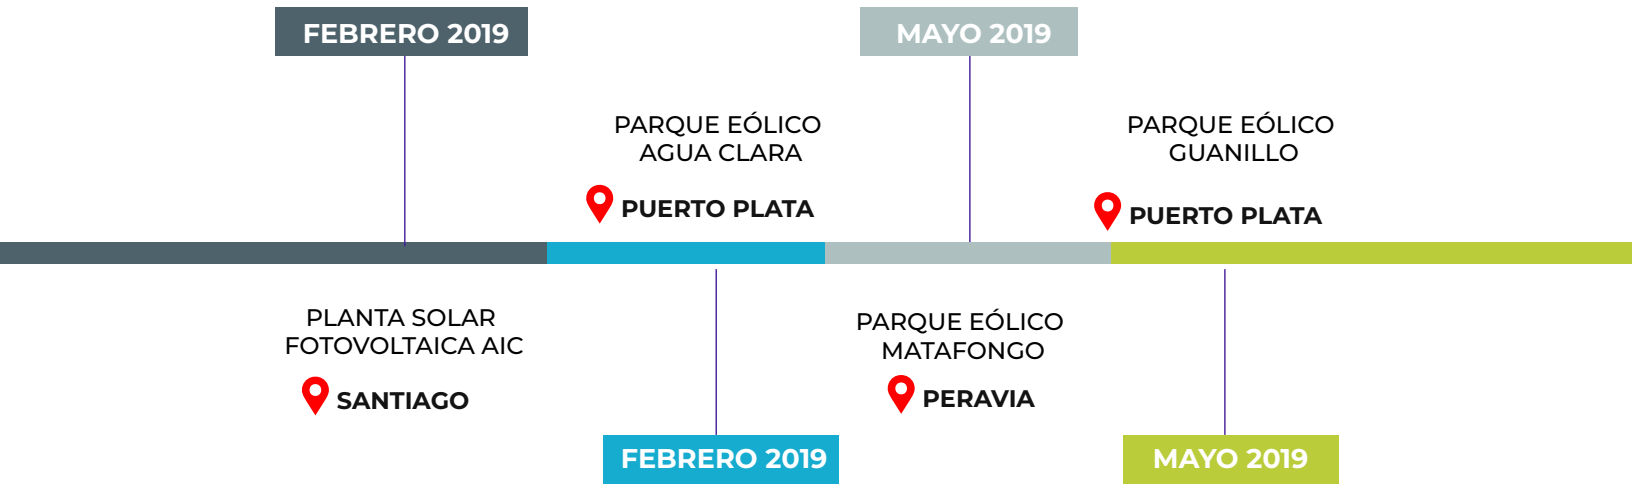 FEBRERO 2019
PLANTA SOLAR
FOTOVOLTAICA AIC
SANTIAGO
PARQUE EÓLICO
AGUA CLARA
PUERTO PLATA
FEBRERO 2019
MAYO 2019
PARQUE EÓLICO
MATAFONGO
PERAVIA
PARQUE EÓLICO
GUANILLO
PUERTO PLATA
MAYO 2019